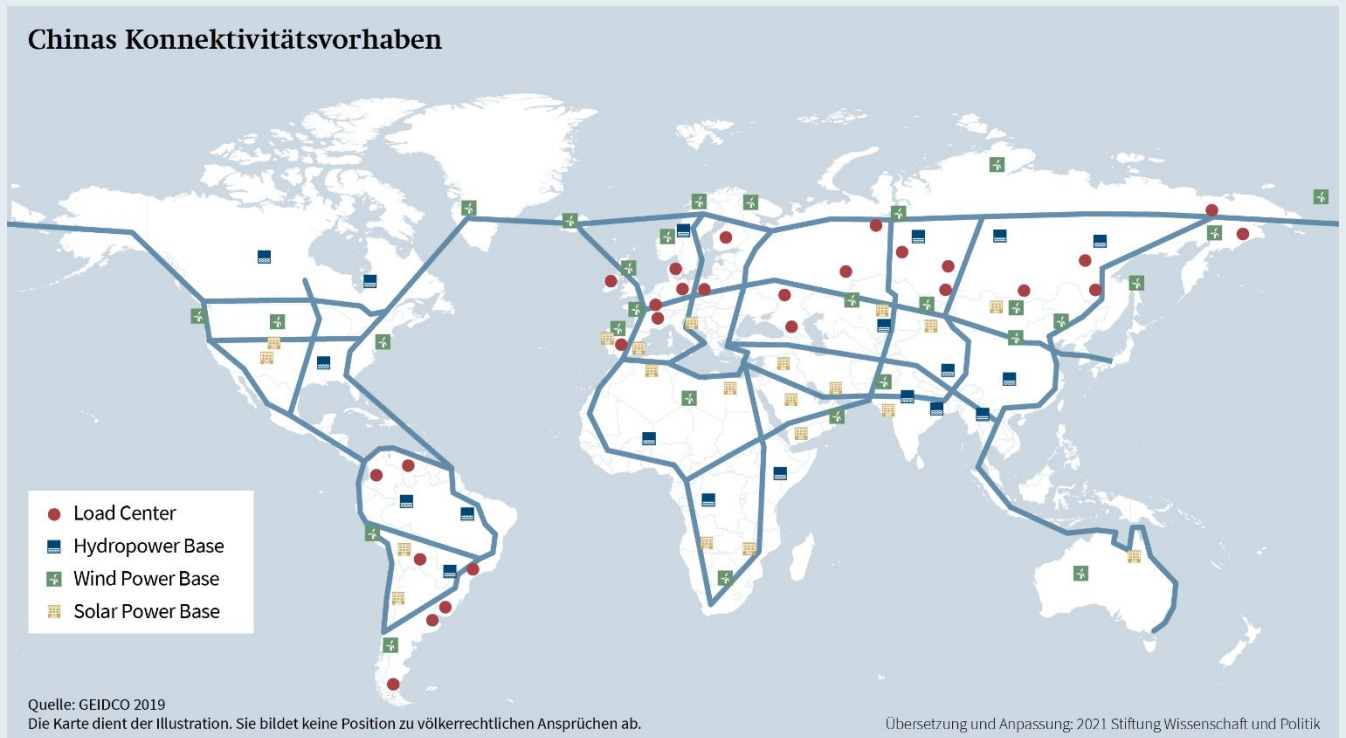 Chinas Konnektivitätsvorhaben
Load Center
Hydropower Base
Wind Power Base
Solar Power Base
Quelle: GEIDCO 2019
Die Karte dient der Illustration. Sie bildet keine Position zu völkerrechtlichen Ansprüchen ab.
Übersetzung und Anpassung: 2021 Stiftung Wissenschaft und Politik